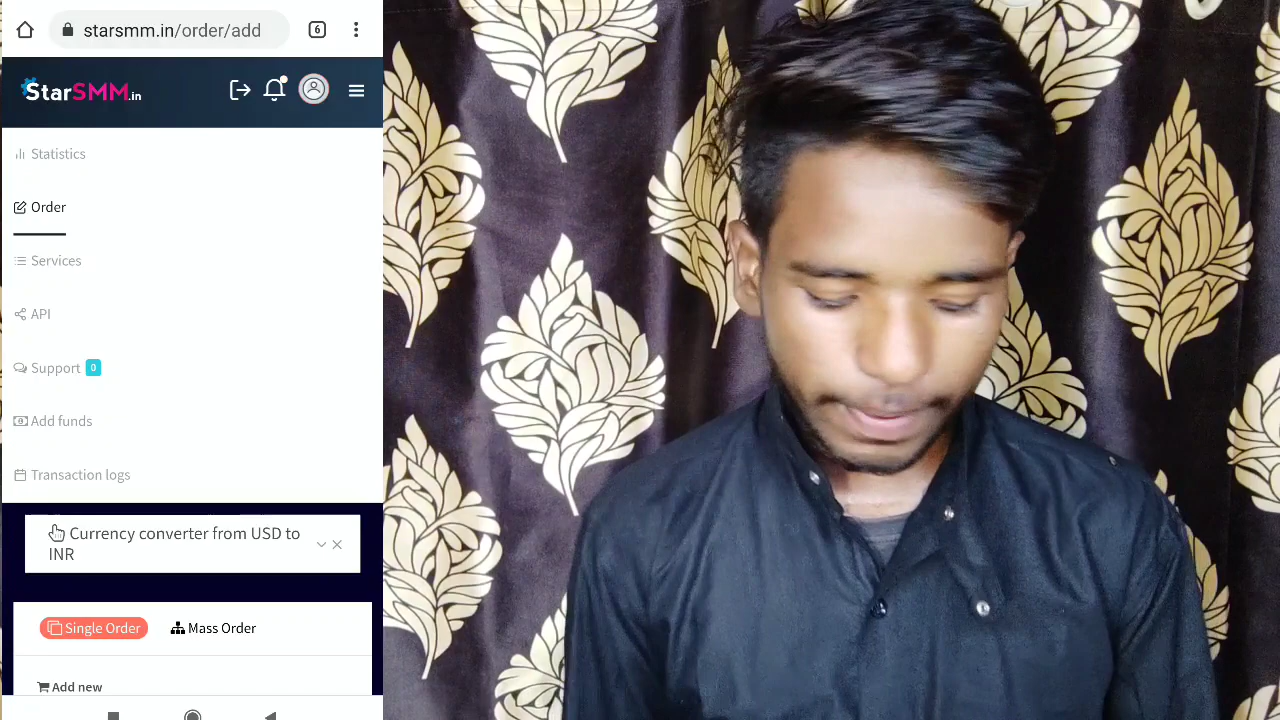 starsmm.in/order/add
6
StarSMM.in
Statistics
Order
Services
API
Support 0
Add funds
Transaction logs
Currency converter from USD to
INR
Single Order Mass Order
Add new